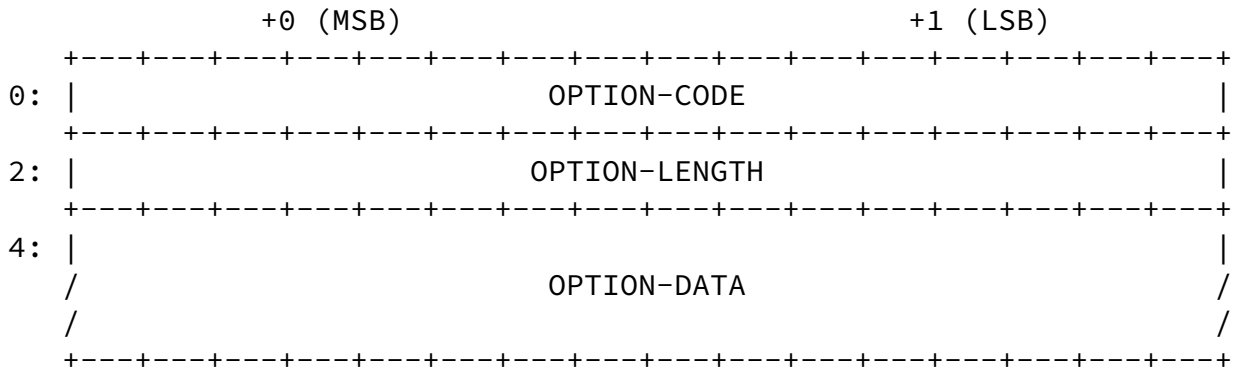 +0 (MSB) +1 (LSB)
+---+---+---+---+---+---+---+---+---+---+---+---+---+---+---+---+
0: | OPTION-CODE |
+---+---+---+---+---+---+---+---+---+---+---+---+---+---+---+---+
2: | OPTION-LENGTH |
+---+---+---+---+---+---+---+---+---+---+---+---+---+---+---+---+
4: | |
/ OPTION-DATA /
/ /
+---+---+---+---+---+---+---+---+---+---+---+---+---+---+---+---+